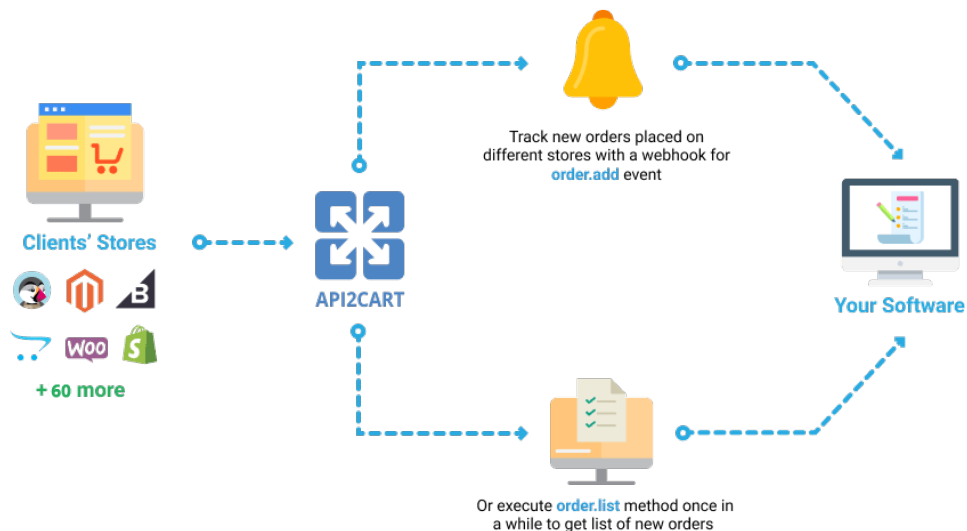 Track new orders placed on
different stores with a webhook for
order.add event
Clients' Stores
B
WOO
S
+ 60 more
API2CART
Your Software
Or execute order.list method once in
a while to get list of new orders